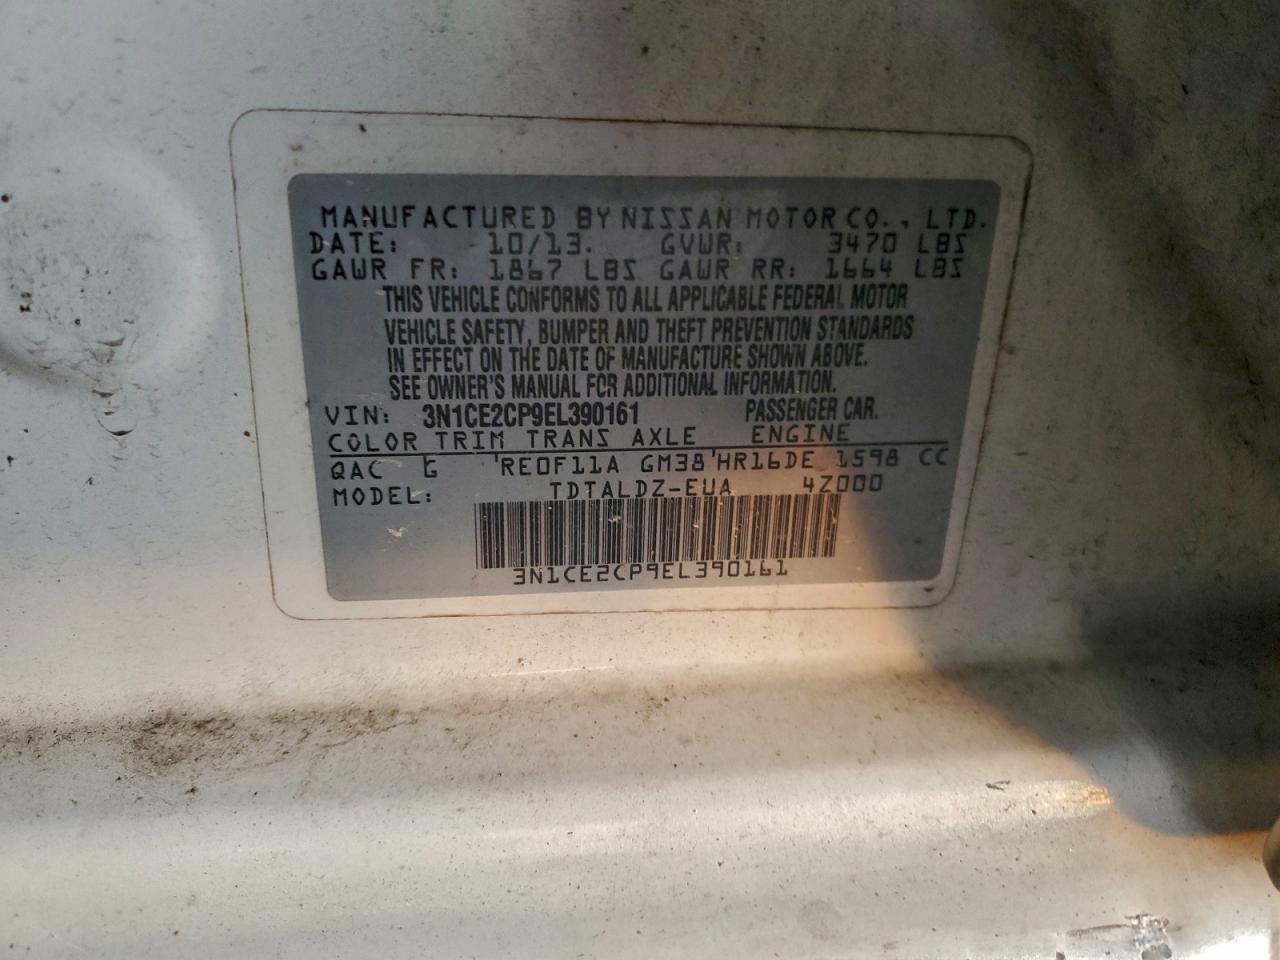 MANUFACTURED BY NISSAN MOTOR CO., LTD.
DATE: 10/13. GVWR: 3470 LBS
GAWR FR: 1867 LBS GAWR RR: 1664 LBS
THIS VEHICLE CONFORMS TO ALL APPLICABLE FEDERAL MOTOR
VEHICLE SAFETY, BUMPER AND THEFT PREVENTION STANDARDS
IN EFFECT ON THE DATE OF MANUFACTURE SHOWN ABOVE.
SEE OWNER'S MANUAL FOR ADDITIONAL INFORMATION.
VIN: 3N1CE2CP9EL390161 PASSENGER CAR.
COLOR TRIM TRANS AXLE ENGINE
QAC G RE0F11A GM38 HR16DE 1598 CC
MODEL: TDTALDZ-EUA 4Z000
3N1CE2CP9EL390161